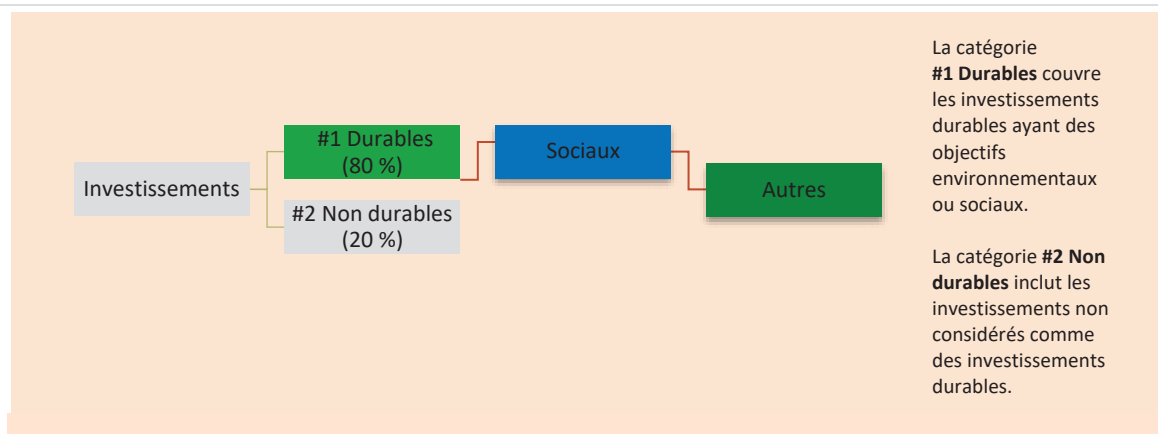 Investissements
#1 Durables
(80 %)
#2 Non durables
(20 %)
Sociaux
Autres
La catégorie
#1 Durables couvre
les investissements
durables ayant des
objectifs
environnementaux
ou sociaux.
La catégorie #2 Non
durables inclut les
investissements non
considérés comme
des investissements
durables.